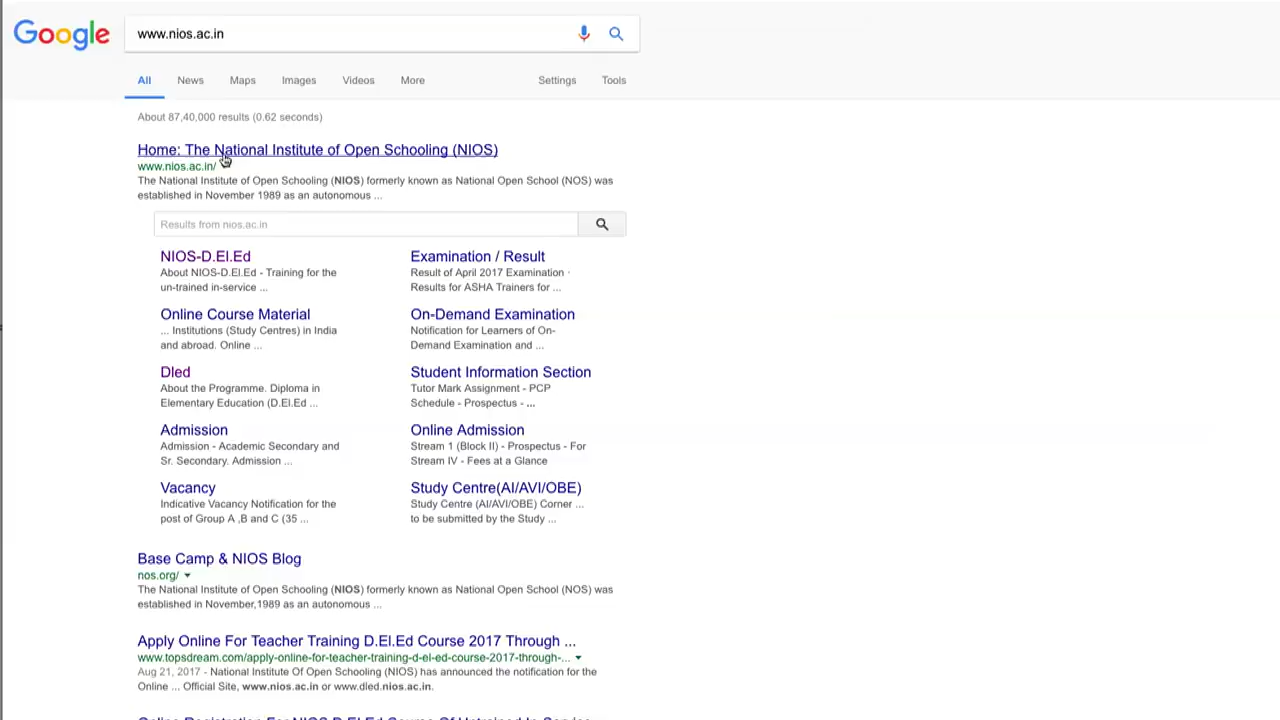 Google
www.nios.ac.in
All News Maps Images Videos More Settings Tools
About 87,40,000 results (0.62 seconds)
Home: The National Institute of Open Schooling (NIOS)
www.nios.ac.in/
The National Institute of Open Schooling (NIOS) formerly known as National Open School (NOS) was
established in November 1989 as an autonomous ...
Results from nios.ac.in
NIOS-D.El.Ed
About NIOS-D.El.Ed - Training for the
un-trained in-service ...
Examination / Result
Result of April 2017 Examination ·
Results for ASHA Trainers for ...
Online Course Material
... Institutions (Study Centres) in India
and abroad. Online ...
On-Demand Examination
Notification for Learners of On-
Demand Examination and ...
Dled
About the Programme. Diploma in
Elementary Education (D.El.Ed ...
Student Information Section
Tutor Mark Assignment - PCP
Schedule - Prospectus - ...
Admission
Admission - Academic Secondary and
Sr. Secondary. Admission ...
Online Admission
Stream 1 (Block II) - Prospectus - For
Stream IV - Fees at a Glance
Vacancy
Indicative Vacancy Notification for the
post of Group A ,B and C (35 ...
Study Centre(AI/AVI/OBE)
Study Centre (AI/AVI/OBE) Corner ...
to be submitted by the Study ...
Base Camp & NIOS Blog
nos.org/
The National Institute of Open Schooling (NIOS) formerly known as National Open School (NOS) was
established in November,1989 as an autonomous ...
Apply Online For Teacher Training D.El.Ed Course 2017 Through ...
www.topsdream.com/apply-online-for-teacher-training-d-el-ed-course-2017-through-...
Aug 21, 2017 - National Institute Of Open Schooling (NIOS) has announced the notification for the
Online ... Official Site, www.nios.ac.in or www.dled.nios.ac.in.
Online Registration For NIOS D.El.Ed Course Of Untrained In-Service ...